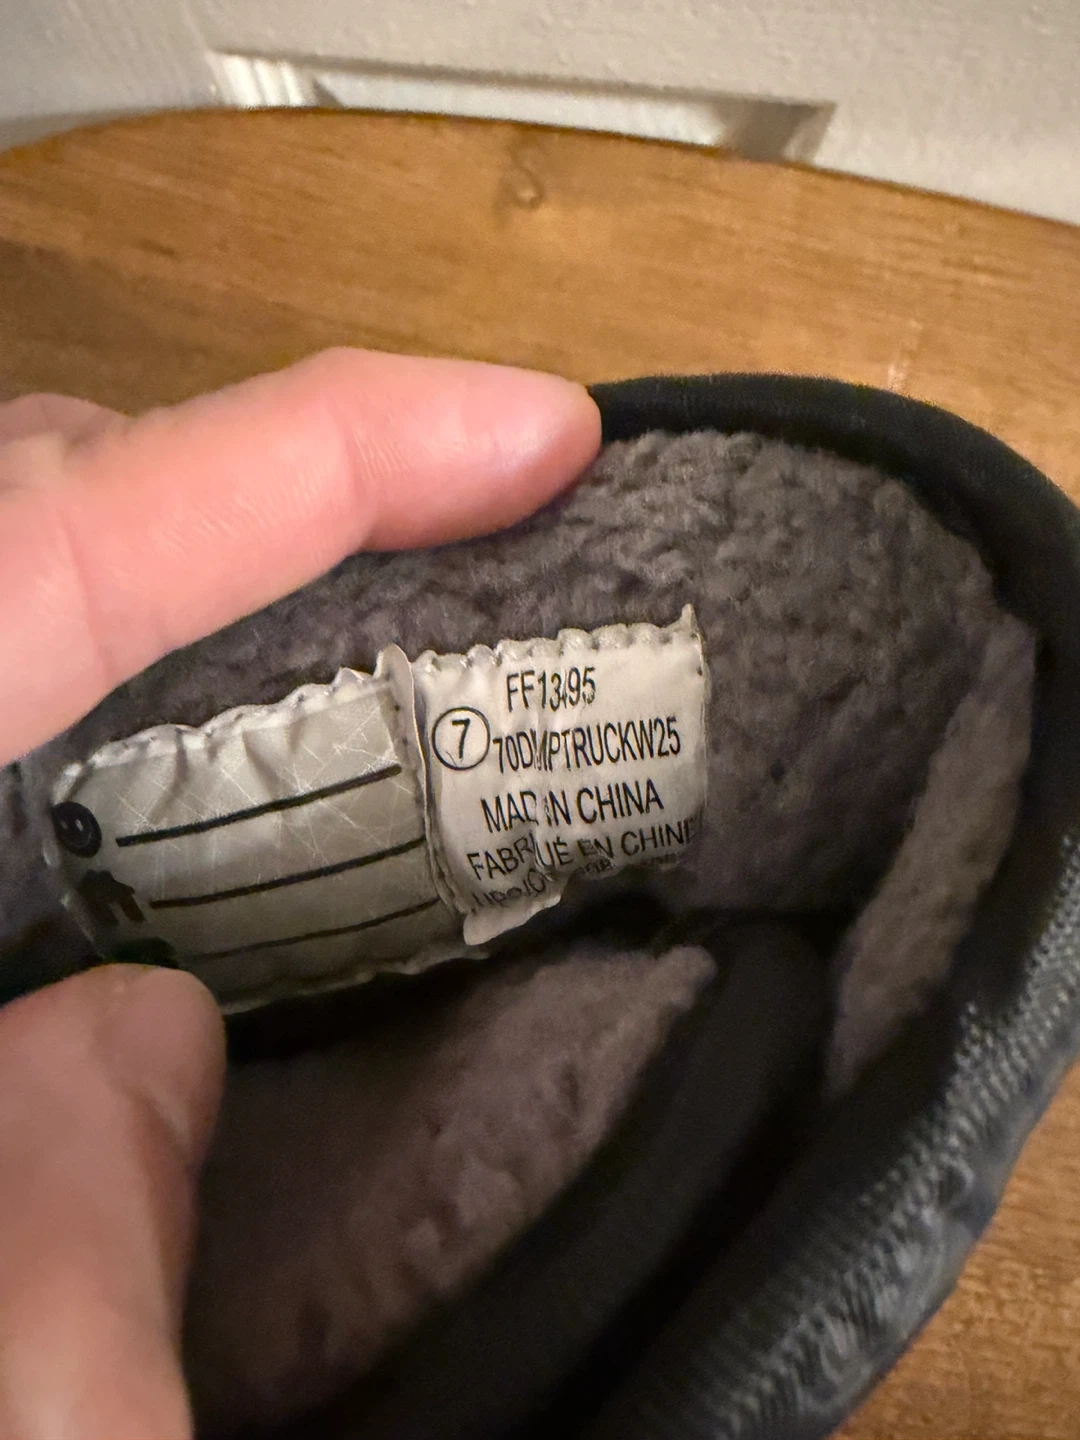 FF13495
7 70DMPTRUCKW25
MADE IN CHINA
FABRIQUÉ EN CHINE